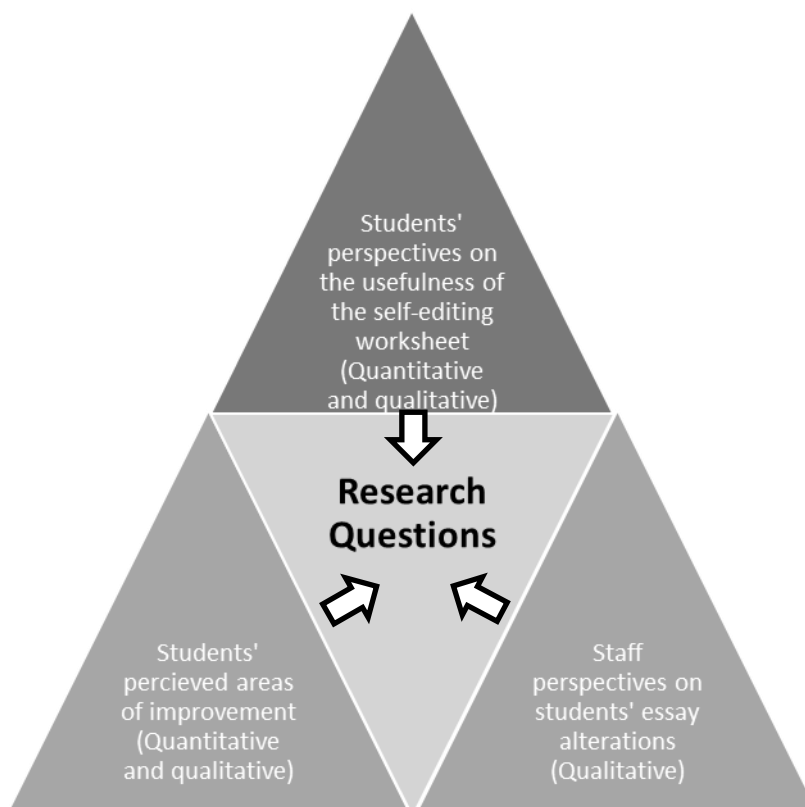 Students'
perspectives on
the usefulness of
the self-editing
worksheet
(Quantitative
and qualitative)
Research
Questions
Students'
percieved areas
of improvement
(Quantitative
and qualitative)
Staff
perspectives on
students' essay
alterations
(Qualitative)